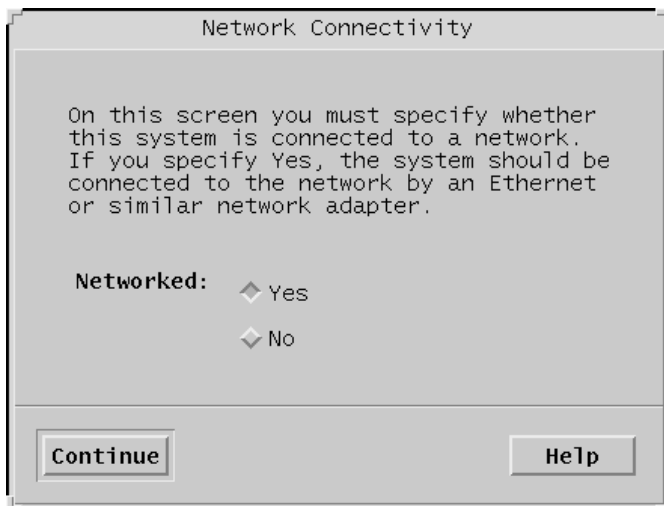 Network Connectivity
On this screen you must specify whether
this system is connected to a network.
If you specify Yes, the system should be
connected to the network by an Ethernet
or similar network adapter.
Networked:
Yes
No
Continue
Help